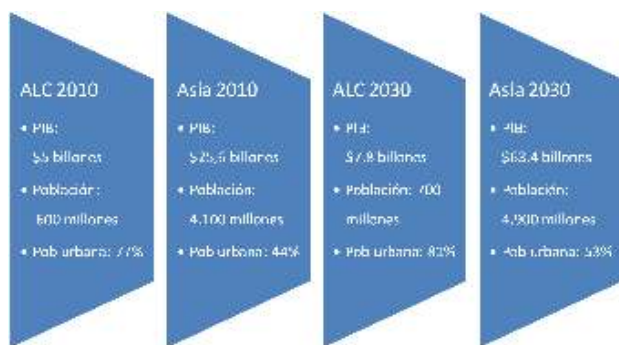 ALC 2010
• PIB:
$5 billones
• Población:
600 millones
• Pob urbana: 77%
Asia 2010
• PIB:
$25,6 billones
• Población:
4.100 millones
• Pob urbana: 44%
ALC 2030
• PIB:
$7.8 billones
• Población: 700
millones
• Pob urbana: 81%
Asia 2030
• PIB:
$63.4 billones
• Población:
4.900 millones
• Pob urbana: 53%